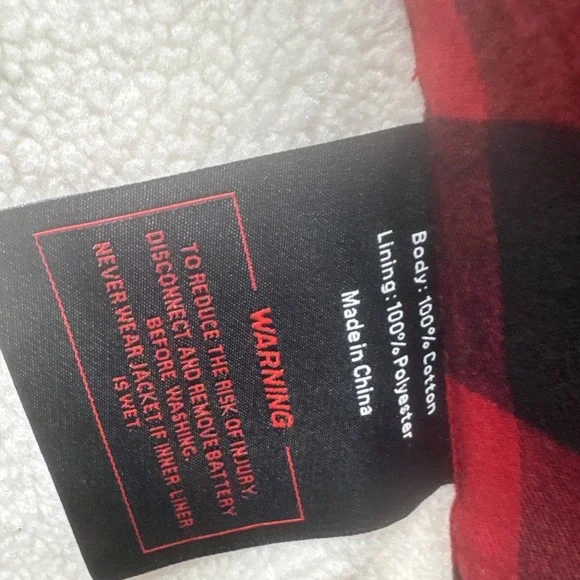 Body: 100% Cotton
Lining: 100% Polyester
Made in China
WARNING
TO REDUCE THE RISK OF INJURY,
DISCONNECT AND REMOVE BATTERY
BEFORE WASHING.
NEVER WEAR JACKET IF INNER LINER
IS WET.